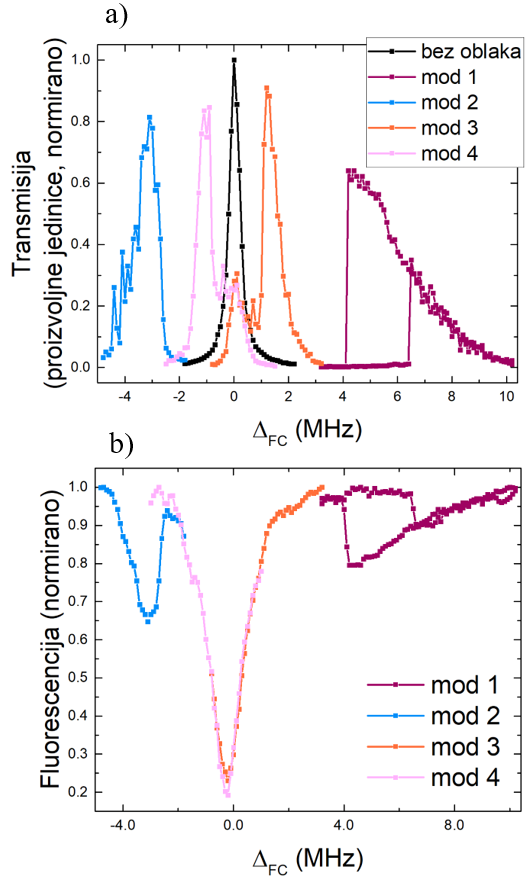 a)
bez oblaka
mod 1
mod 2
mod 3
mod 4
Transmisija
(proizvoljne jedinice, normirano)
1.0
0.8
0.6
0.4
0.2
0.0
-4 -2 0 2 4 6 8 10
Δ_FC (MHz)
b)
Fluorescencija (normirano)
1.0
0.9
0.8
0.7
0.6
0.5
0.4
0.3
0.2
mod 1
mod 2
mod 3
mod 4
-4.0 0.0 4.0 8.0
Δ_FC (MHz)